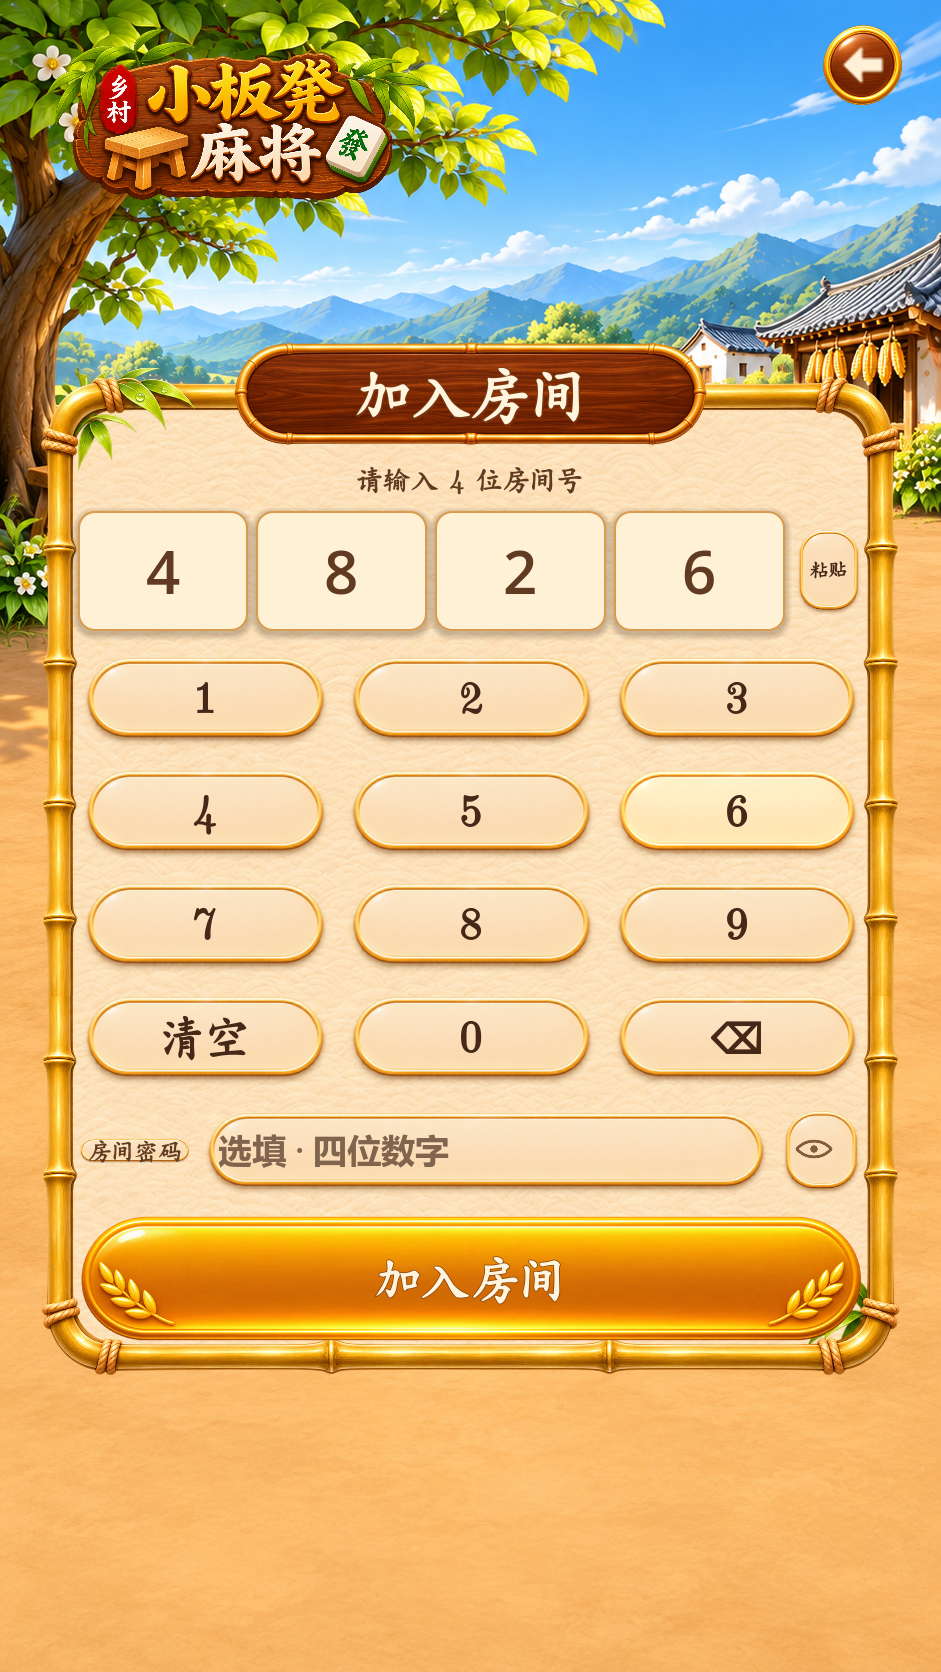 乡村
小板凳
麻将
發
加入房间
请输入 4 位房间号
4 8 2 6 粘贴
1 2 3
4 5 6
7 8 9
清空 0 ⌫
房间密码 选填 · 四位数字
加入房间